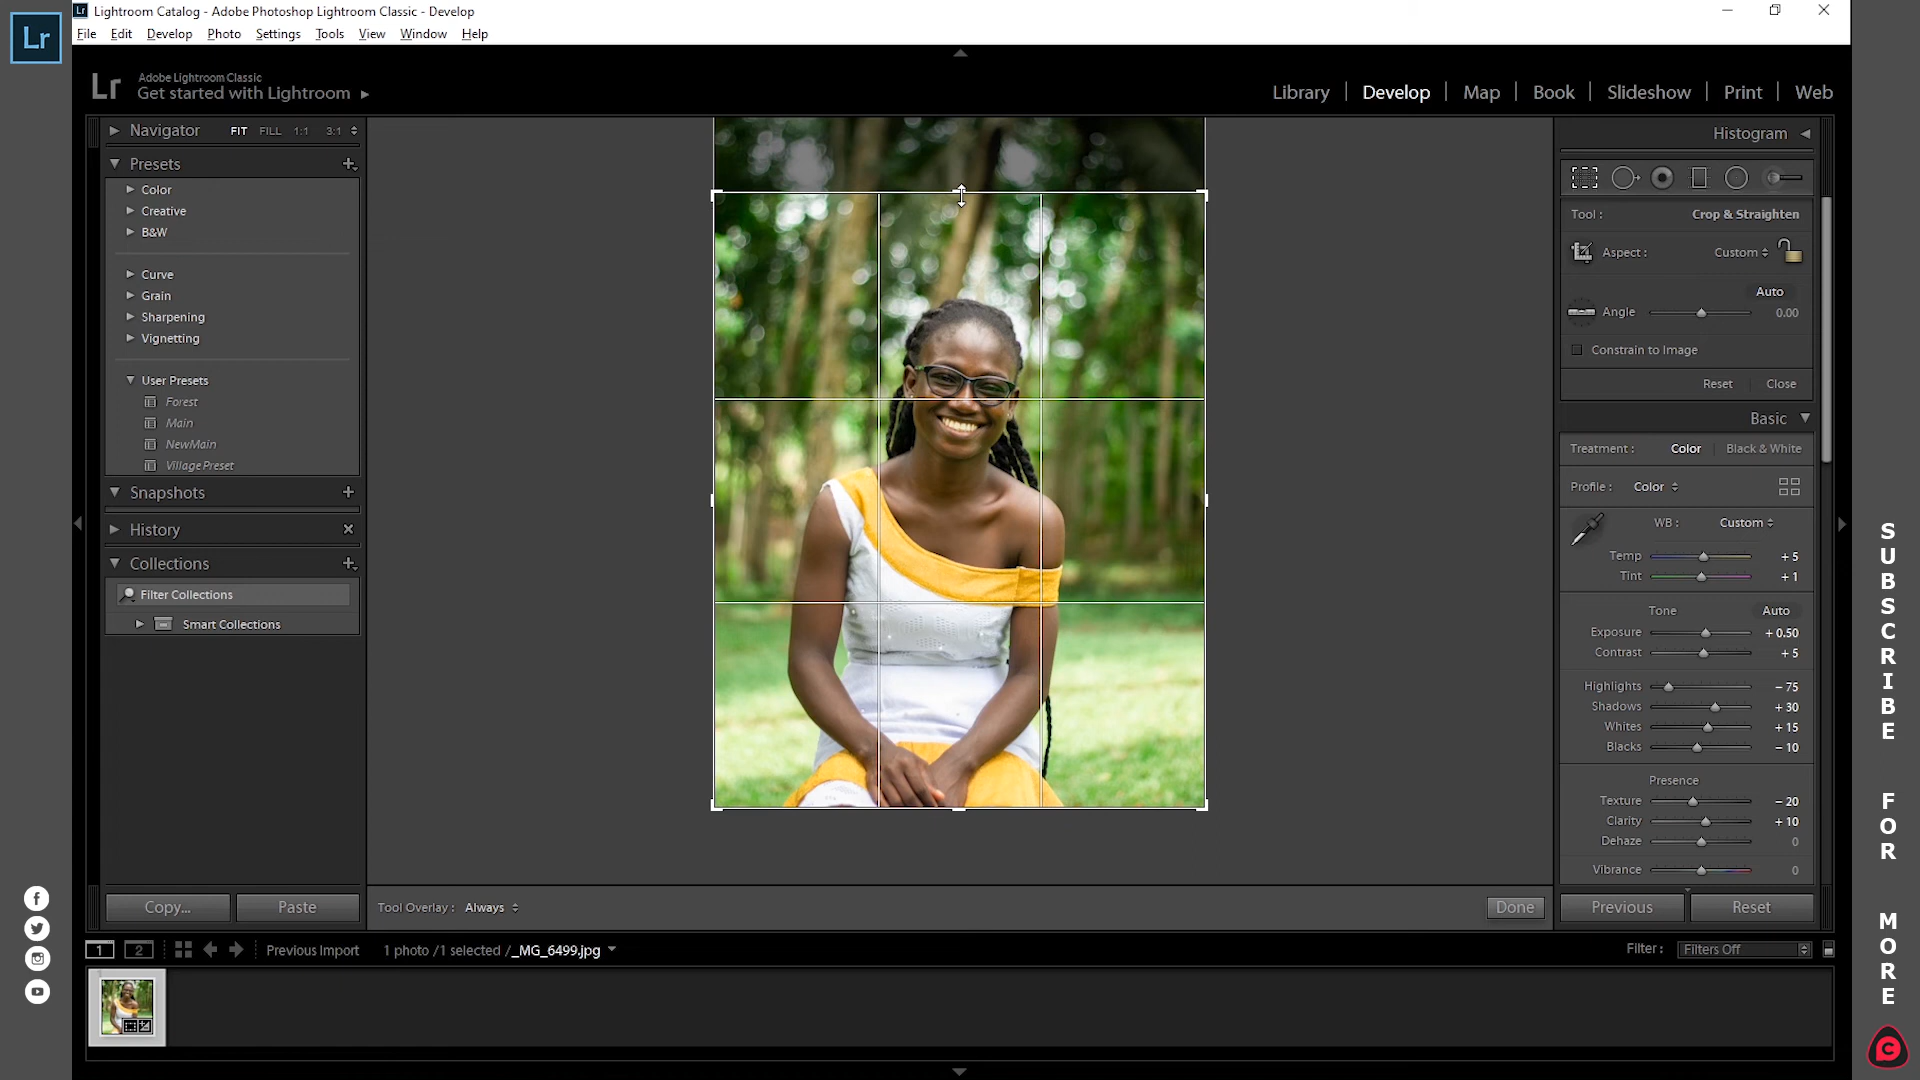 Lr
Lr Lightroom Catalog - Adobe Photoshop Lightroom Classic - Develop
File Edit Develop Photo Settings Tools View Window Help
Lr Adobe Lightroom Classic
Get started with Lightroom
Library Develop Map Book Slideshow Print Web
Navigator FIT FILL 1:1 3:1
Presets
Color
Creative
B&W
Curve
Grain
Sharpening
Vignetting
User Presets
Forest
Main
NewMain
Village Preset
Snapshots
History
Collections
Filter Collections
Smart Collections
Copy... Paste
Tool Overlay : Always
Done
Histogram
Tool : Crop & Straighten
Aspect : Custom
Auto
Angle 0.00
Constrain to Image
Reset Close
Basic
Treatment : Color Black & White
Profile : Color
WB : Custom
Temp + 5
Tint + 1
Tone Auto
Exposure + 0.50
Contrast + 5
Highlights - 75
Shadows + 30
Whites + 15
Blacks - 10
Presence
Texture - 20
Clarity + 10
Dehaze 0
Vibrance 0
Previous Reset
1 2 Previous Import 1 photo /1 selected /_MG_6499.jpg
Filter : Filters Off
SUBSCRIBE
FOR
MORE